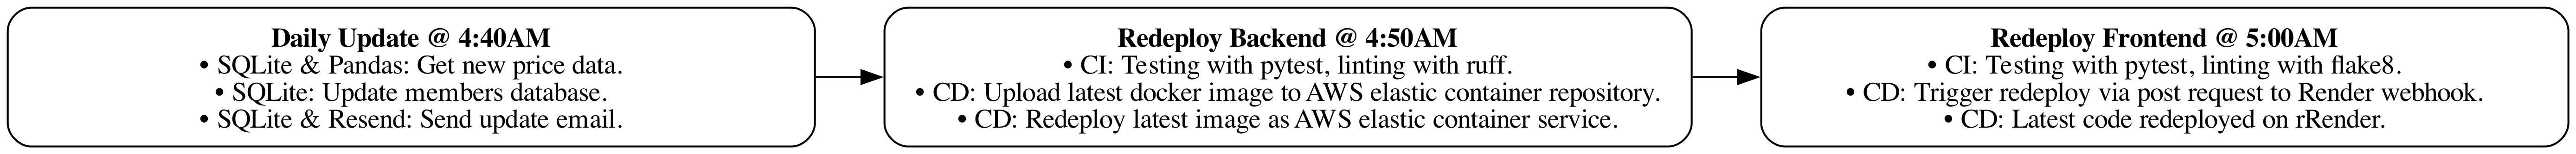 Daily Update @ 4:40AM
• SQLite & Pandas: Get new price data.
• SQLite: Update members database.
• SQLite & Resend: Send update email.
Redeploy Backend @ 4:50AM
• CI: Testing with pytest, linting with ruff.
• CD: Upload latest docker image to AWS elastic container repository.
• CD: Redeploy latest image as AWS elastic container service.
Redeploy Frontend @ 5:00AM
• CI: Testing with pytest, linting with flake8.
• CD: Trigger redeploy via post request to Render webhook.
• CD: Latest code redeployed on rRender.